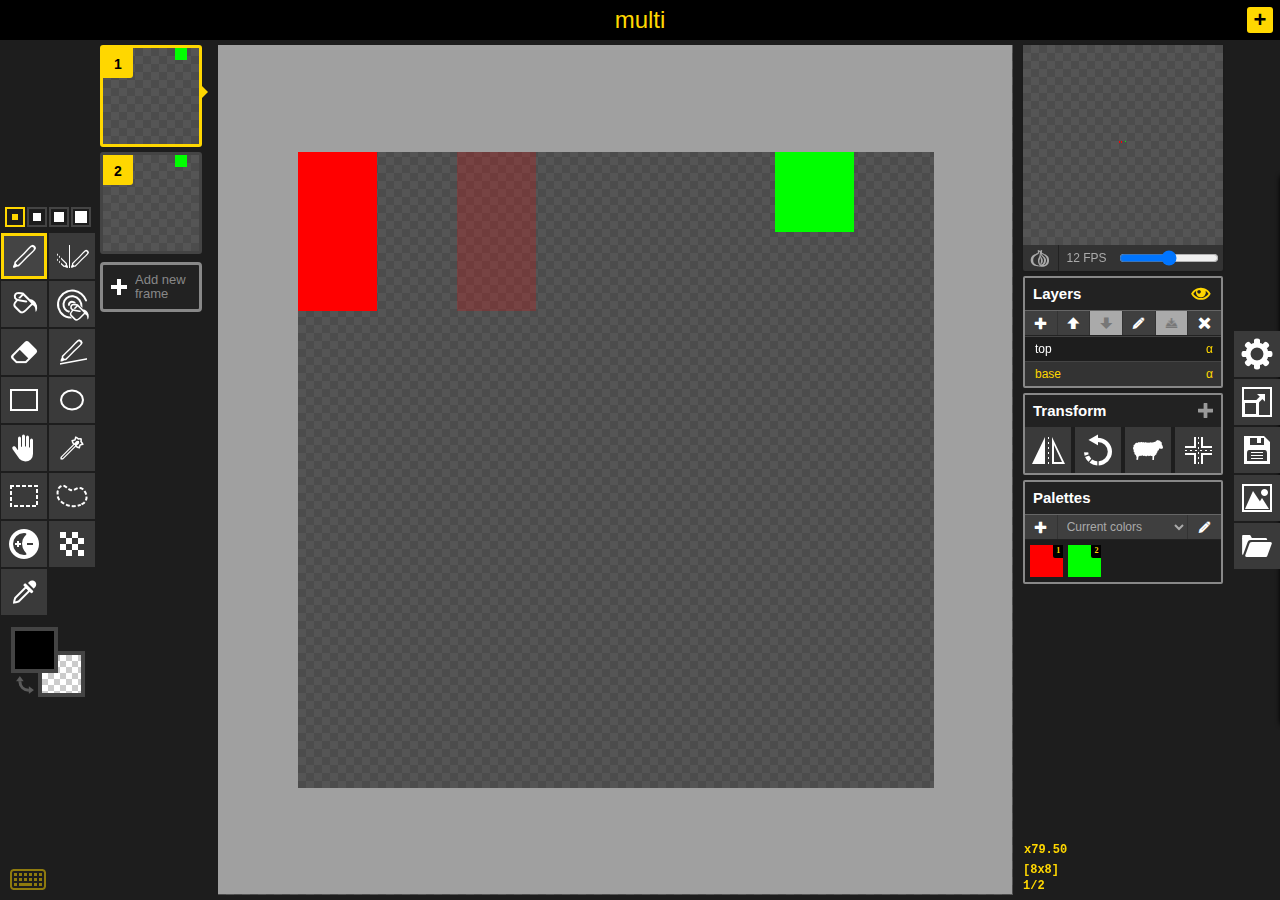 multi
+
1
2
Add new
frame
12 FPS
Layers
top α
base α
Transform
Palettes
Current colors
1 2
x79.50
[8x8]
1/2